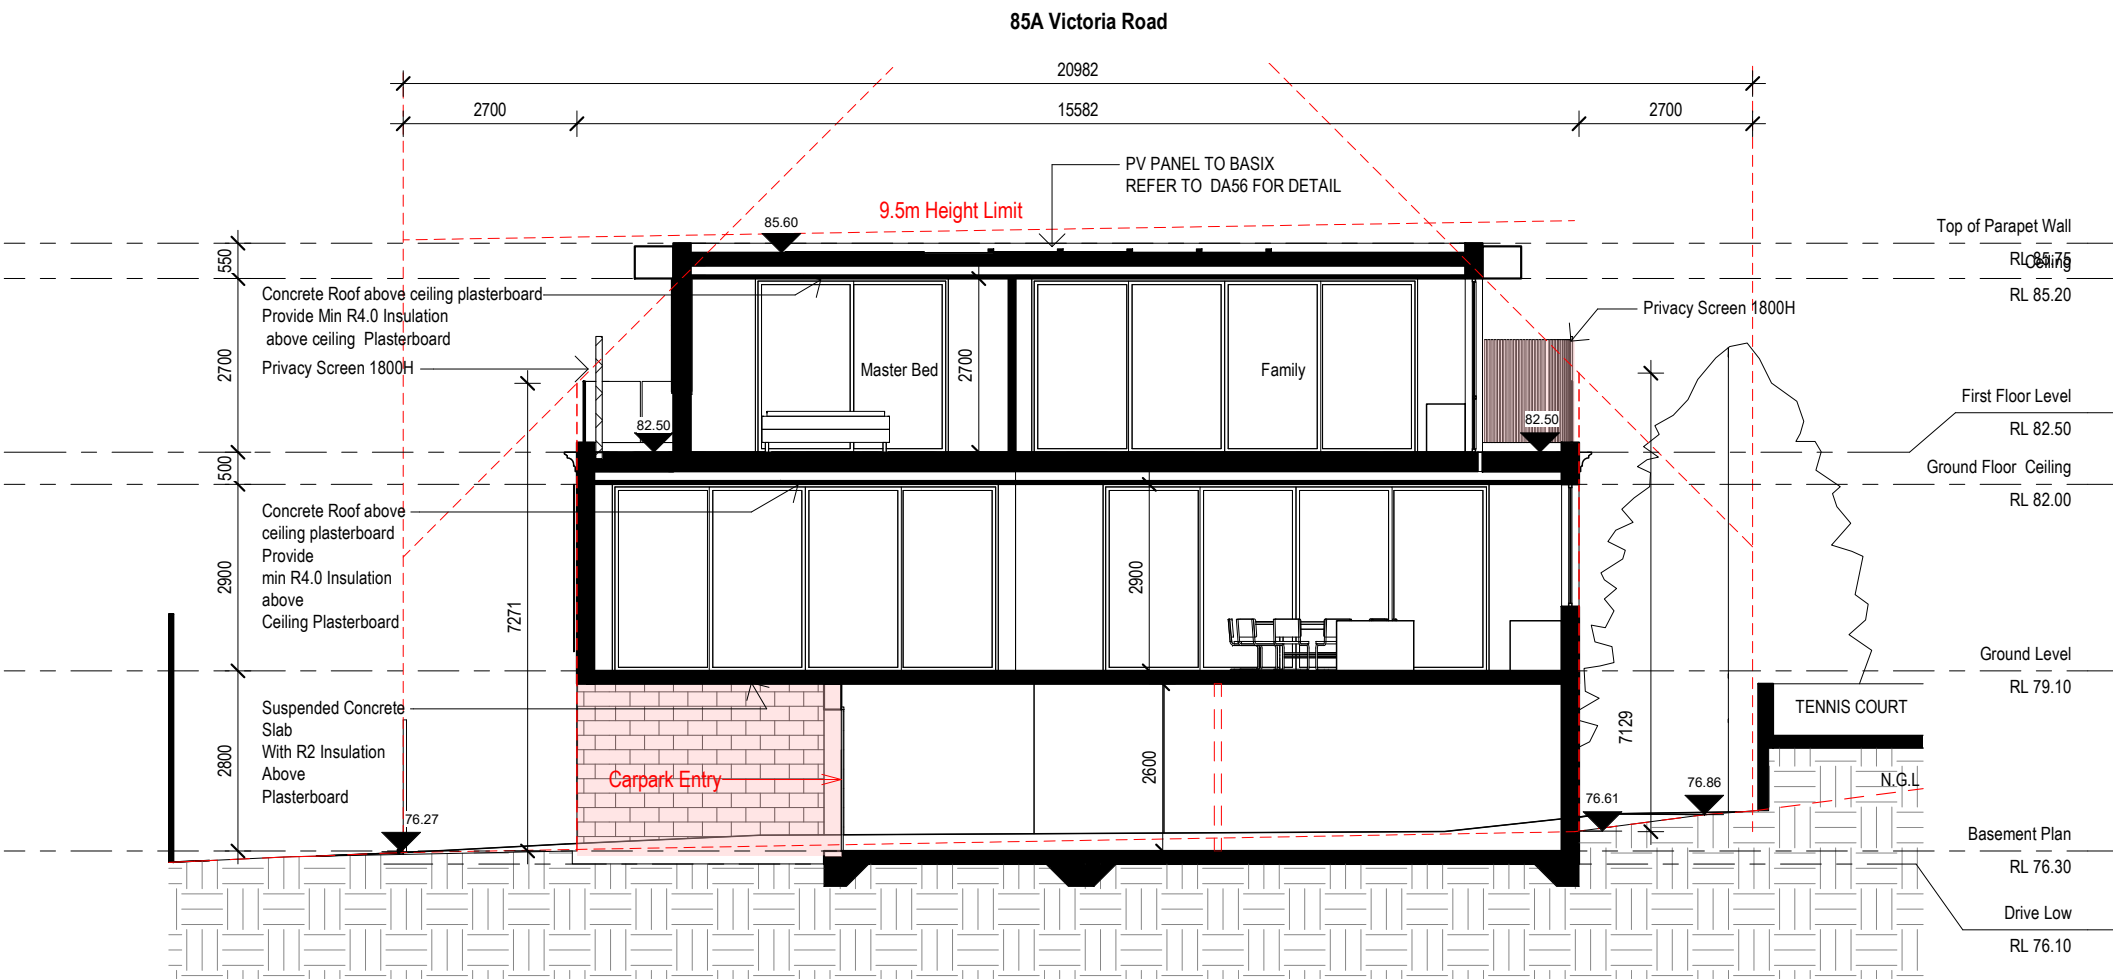 85A Victoria Road
20982
2700
15582
2700
PV PANEL TO BASIX
REFER TO DA56 FOR DETAIL
9.5m Height Limit
85.60
Top of Parapet Wall
RL 85.75
Ceiling
RL 85.20
550
Concrete Roof above ceiling plasterboard
Provide Min R4.0 Insulation
above ceiling Plasterboard
Privacy Screen 1800H
Privacy Screen 1800H
2700
Master Bed
2700
Family
82.50
82.50
First Floor Level
RL 82.50
500
Ground Floor Ceiling
RL 82.00
Concrete Roof above
ceiling plasterboard
Provide
min R4.0 Insulation
above
Ceiling Plasterboard
2900
7271
2900
Ground Level
RL 79.10
Suspended Concrete
Slab
With R2 Insulation
Above
Plasterboard
2800
TENNIS COURT
7129
2600
Carpark Entry
N.G.L
76.27
76.61
76.86
Basement Plan
RL 76.30
Drive Low
RL 76.10